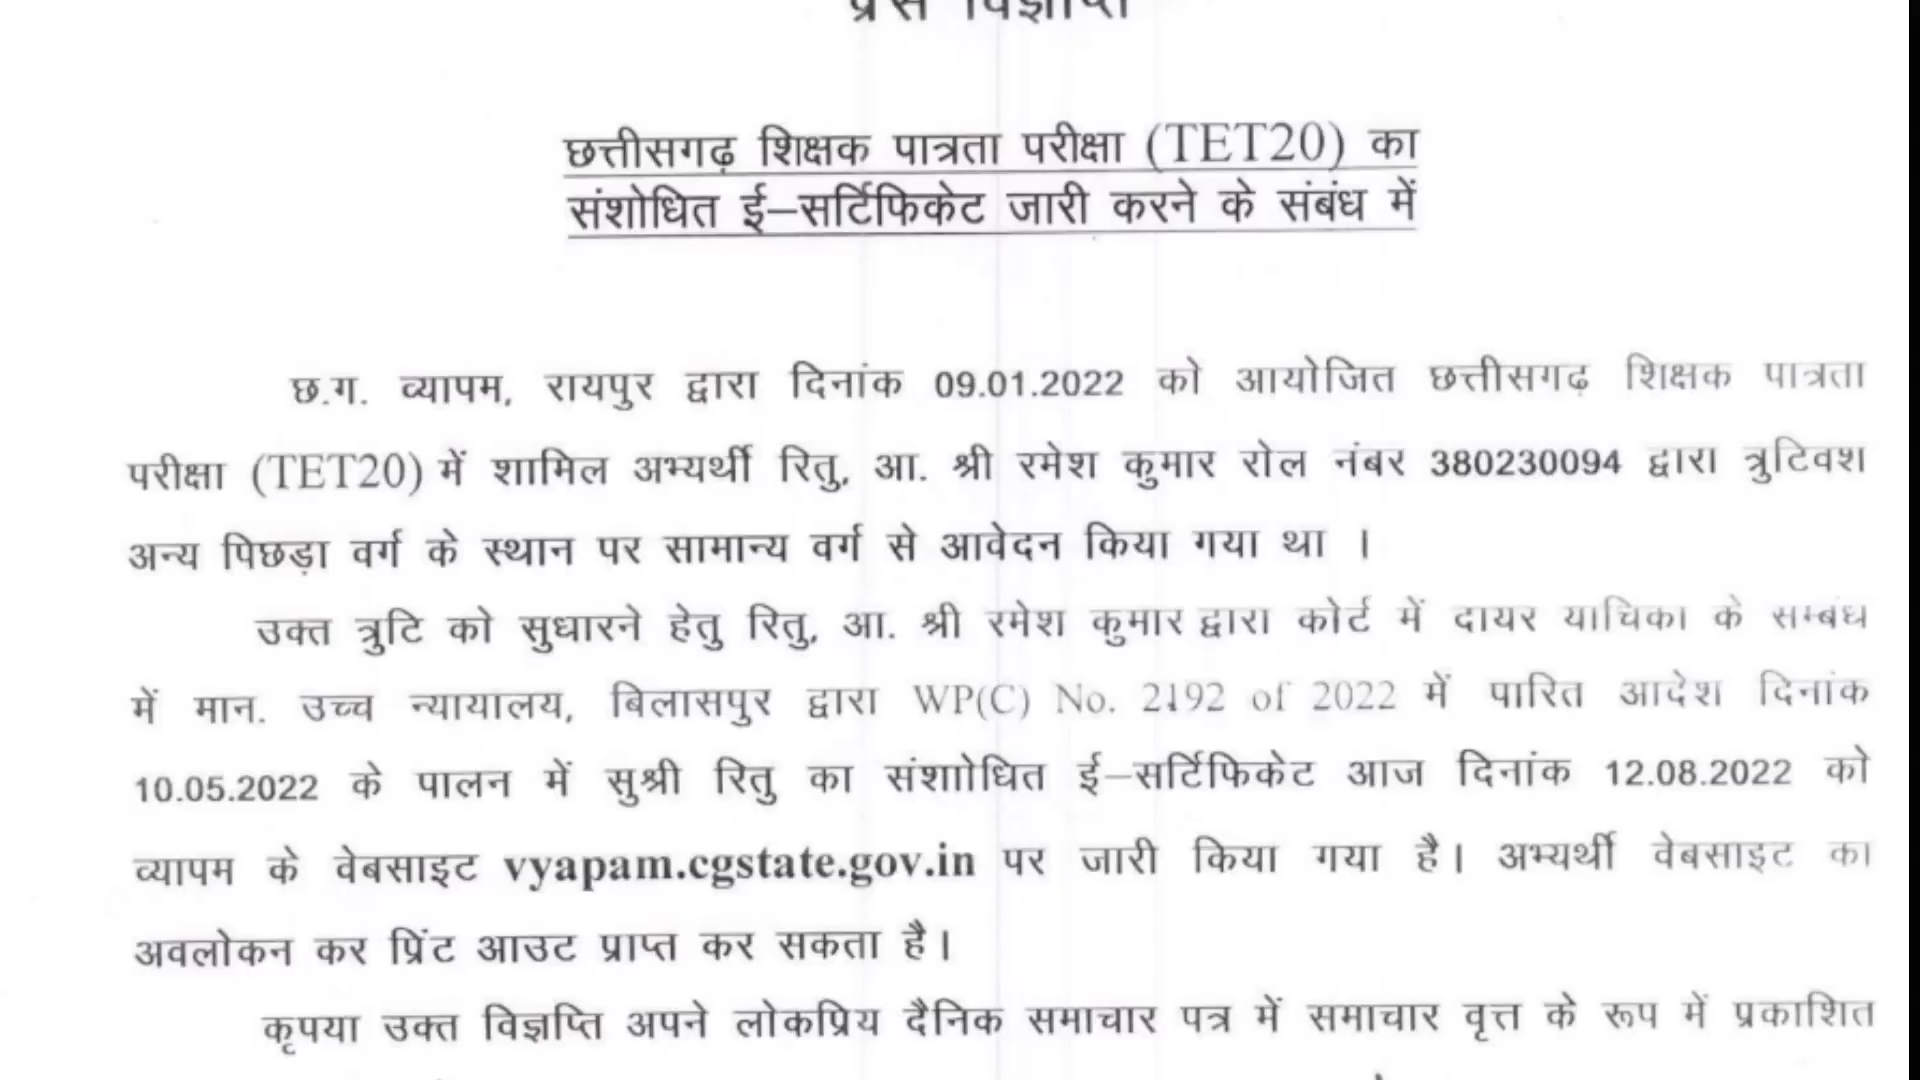 प्रेस विज्ञप्ति
छत्तीसगढ़ शिक्षक पात्रता परीक्षा (TET20) का
संशोधित ई–सर्टिफिकेट जारी करने के संबंध में
छ.ग. व्यापम, रायपुर द्वारा दिनांक 09.01.2022 को आयोजित छत्तीसगढ़ शिक्षक पात्रता
परीक्षा (TET20) में शामिल अभ्यर्थी रितु, आ. श्री रमेश कुमार रोल नंबर 380230094 द्वारा त्रुटिवश
अन्य पिछड़ा वर्ग के स्थान पर सामान्य वर्ग से आवेदन किया गया था ।
उक्त त्रुटि को सुधारने हेतु रितु, आ. श्री रमेश कुमार द्वारा कोर्ट में दायर याचिका के सम्बंध
में मान. उच्च न्यायालय, बिलासपुर द्वारा WP(C) No. 2192 of 2022 में पारित आदेश दिनांक
10.05.2022 के पालन में सुश्री रितु का संशाोधित ई–सर्टिफिकेट आज दिनांक 12.08.2022 को
व्यापम के वेबसाइट vyapam.cgstate.gov.in पर जारी किया गया है। अभ्यर्थी वेबसाइट का
अवलोकन कर प्रिंट आउट प्राप्त कर सकता है।
कृपया उक्त विज्ञप्ति अपने लोकप्रिय दैनिक समाचार पत्र में समाचार वृत्त के रूप में प्रकाशित